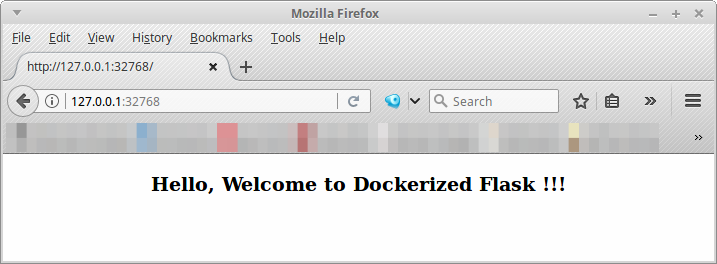 Mozilla Firefox
File Edit View History Bookmarks Tools Help
http://127.0.0.1:32768/
127.0.0.1:32768 Search
Hello, Welcome to Dockerized Flask !!!